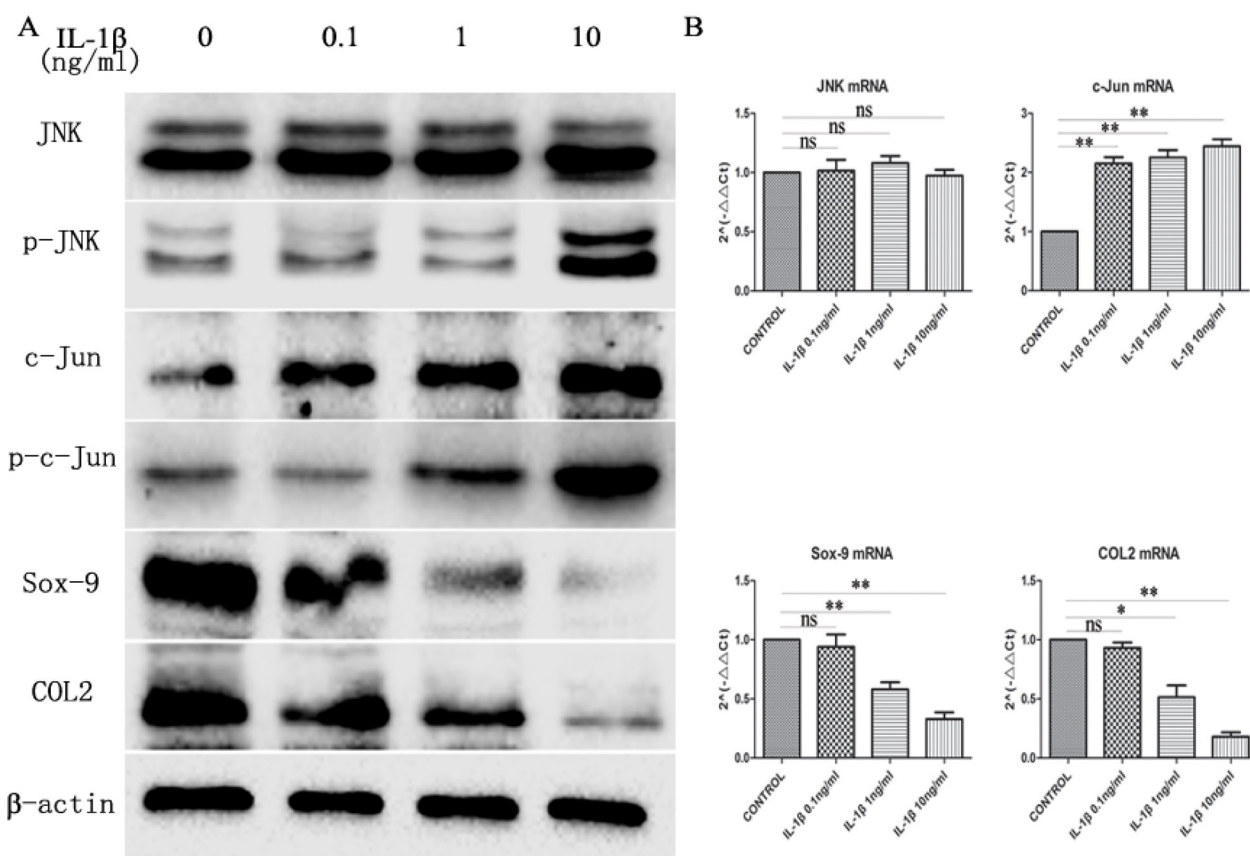 A
IL-1β
(ng/ml)
0 0.1 1 10
JNK
p-JNK
c-Jun
p-c-Jun
Sox-9
COL2
β-actin
B
JNK mRNA
2^(-△△Ct)
1.5
1.0
0.5
0.0
ns
ns
ns
CONTROL
IL-1β 0.1ng/ml
IL-1β 1ng/ml
IL-1β 10ng/ml
c-Jun mRNA
2^(-△△Ct)
3
2
1
0
**
**
**
CONTROL
IL-1β 0.1ng/ml
IL-1β 1ng/ml
IL-1β 10ng/ml
Sox-9 mRNA
2^(-△△Ct)
1.5
1.0
0.5
0.0
**
**
ns
CONTROL
IL-1β 0.1ng/ml
IL-1β 1ng/ml
IL-1β 10ng/ml
COL2 mRNA
2^(-△△Ct)
1.5
1.0
0.5
0.0
**
*
ns
CONTROL
IL-1β 0.1ng/ml
IL-1β 1ng/ml
IL-1β 10ng/ml